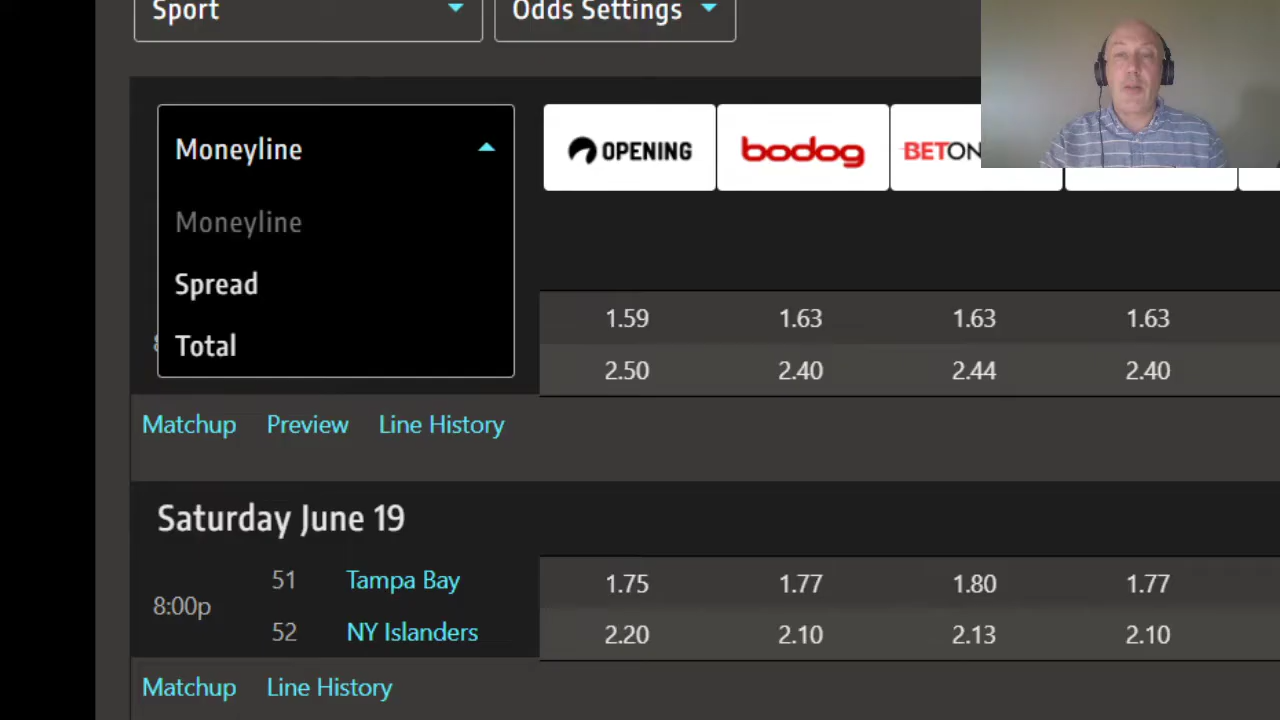 Sport Odds Settings
Moneyline OPENING bodog BETON
Moneyline
Spread
Total
1.59 1.63 1.63 1.63
2.50 2.40 2.44 2.40
Matchup Preview Line History
Saturday June 19
8:00p
51 Tampa Bay 1.75 1.77 1.80 1.77
52 NY Islanders 2.20 2.10 2.13 2.10
Matchup Line History